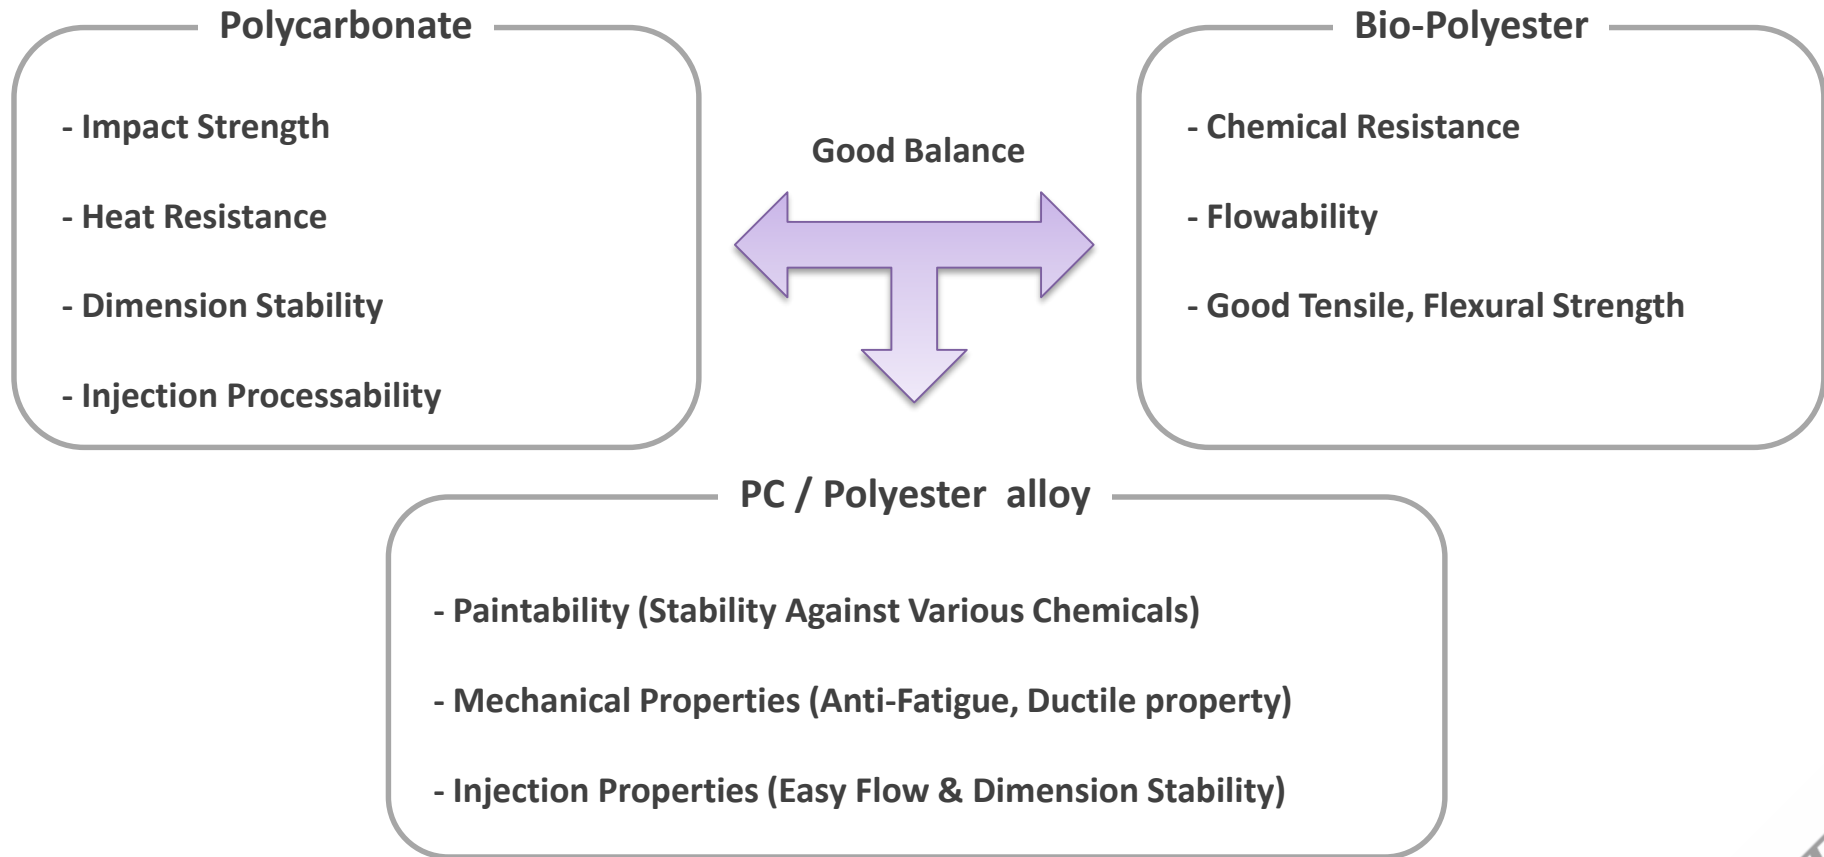 Polycarbonate
- Impact Strength
- Heat Resistance
- Dimension Stability
- Injection Processability
Good Balance
Bio-Polyester
- Chemical Resistance
- Flowability
- Good Tensile, Flexural Strength
PC / Polyester alloy
- Paintability (Stability Against Various Chemicals)
- Mechanical Properties (Anti-Fatigue, Ductile property)
- Injection Properties (Easy Flow & Dimension Stability)